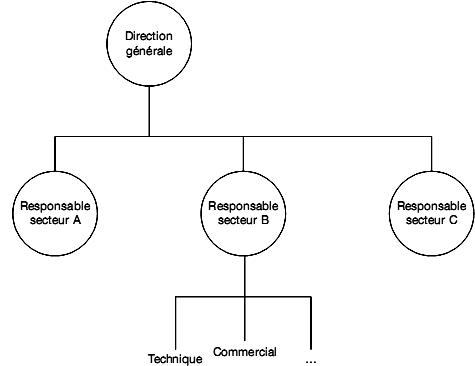 Direction
générale
Responsable
secteur A
Responsable
secteur B
Responsable
secteur C
Technique
Commercial
...